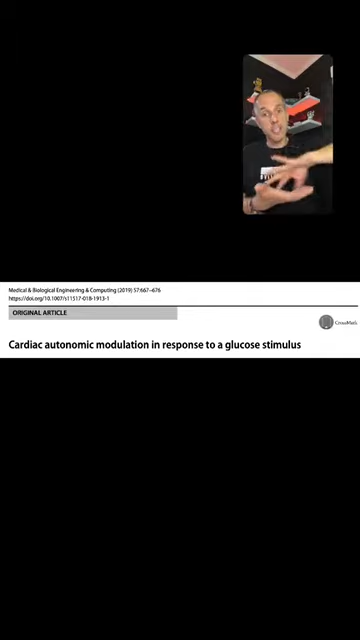 Medical & Biological Engineering & Computing (2019) 57:667–676
https://doi.org/10.1007/s11517-018-1913-1
ORIGINAL ARTICLE
CrossMark
Cardiac autonomic modulation in response to a glucose stimulus